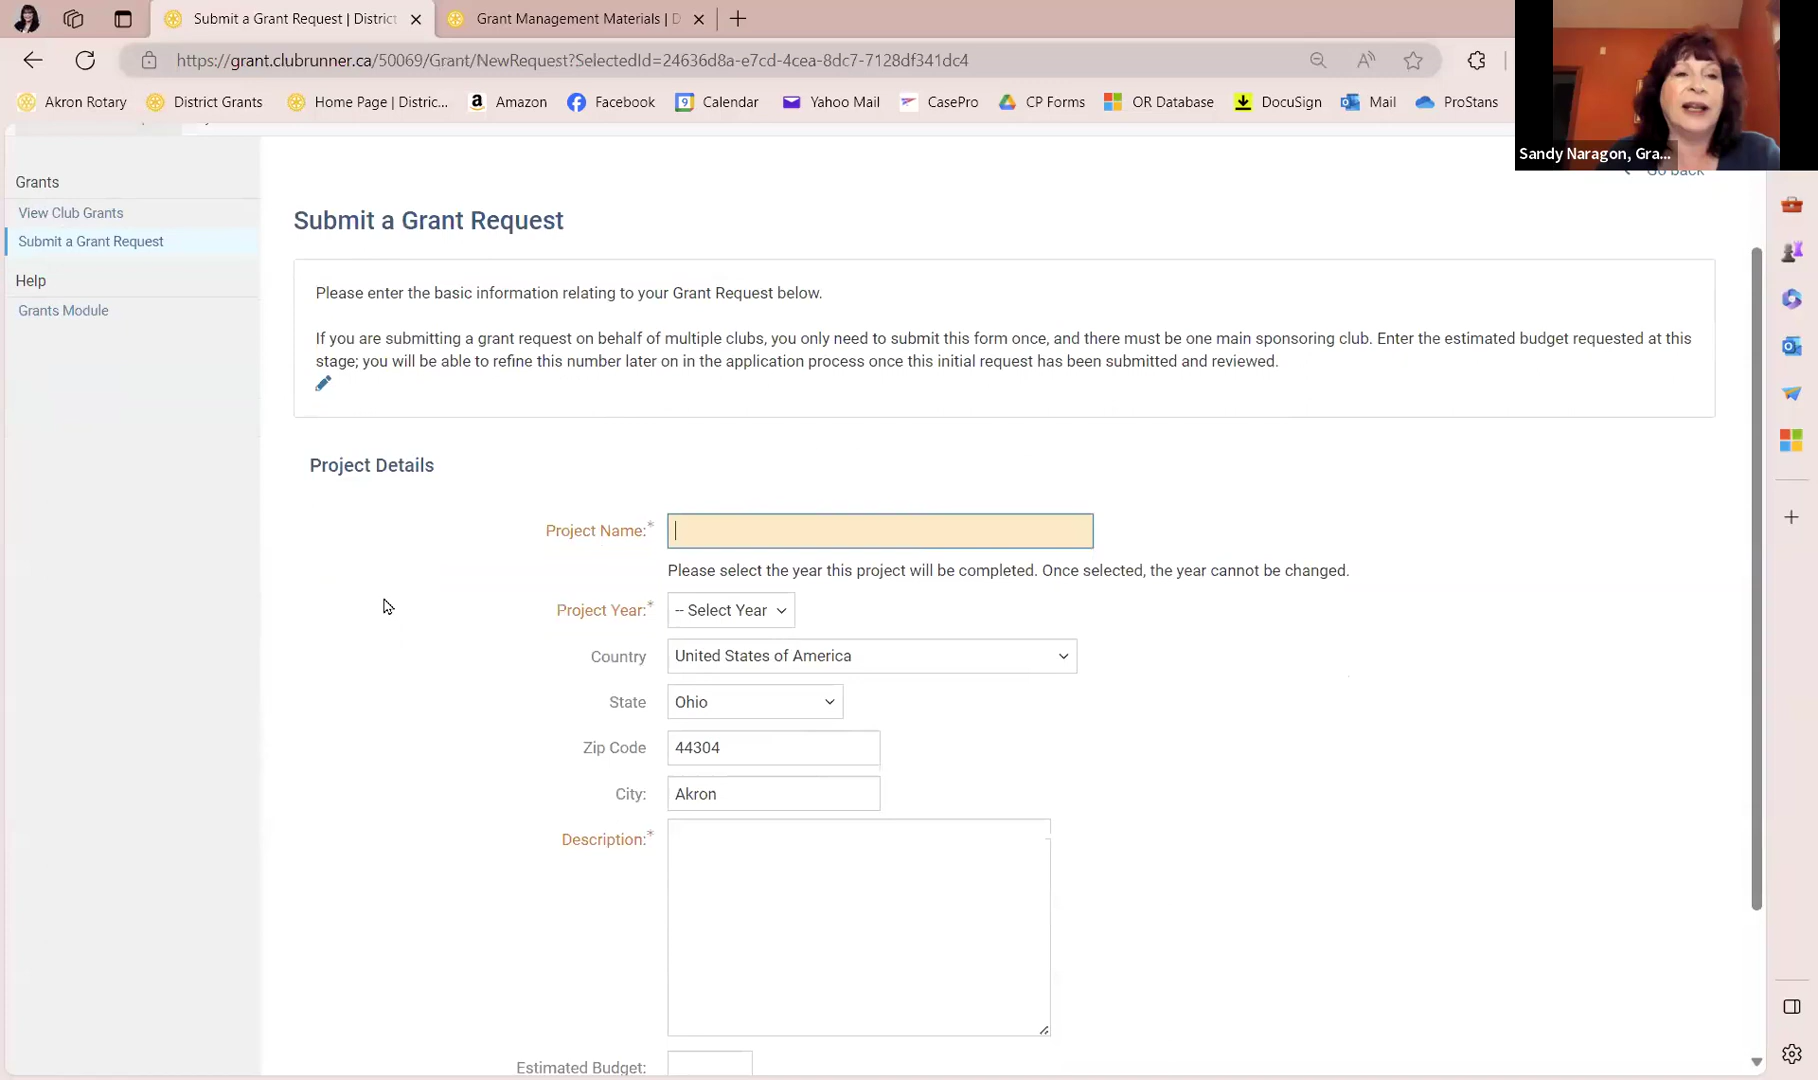 Submit a Grant Request | District
Grant Management Materials | D
https://grant.clubrunner.ca/50069/Grant/NewRequest?SelectedId=24636d8a-e7cd-4cea-8dc7-7128df341dc4
Akron Rotary
District Grants
Home Page | Distric...
Amazon
Facebook
Calendar
Yahoo Mail
CasePro
CP Forms
OR Database
DocuSign
Mail
ProStans
Sandy Naragon, Gra...
Go back
Grants
View Club Grants
Submit a Grant Request
Help
Grants Module
Submit a Grant Request
Please enter the basic information relating to your Grant Request below.
If you are submitting a grant request on behalf of multiple clubs, you only need to submit this form once, and there must be one main sponsoring club. Enter the estimated budget requested at this
stage; you will be able to refine this number later on in the application process once this initial request has been submitted and reviewed.
Project Details
Project Name:*
Please select the year this project will be completed. Once selected, the year cannot be changed.
Project Year:* -- Select Year
Country United States of America
State Ohio
Zip Code 44304
City: Akron
Description:*
Estimated Budget: